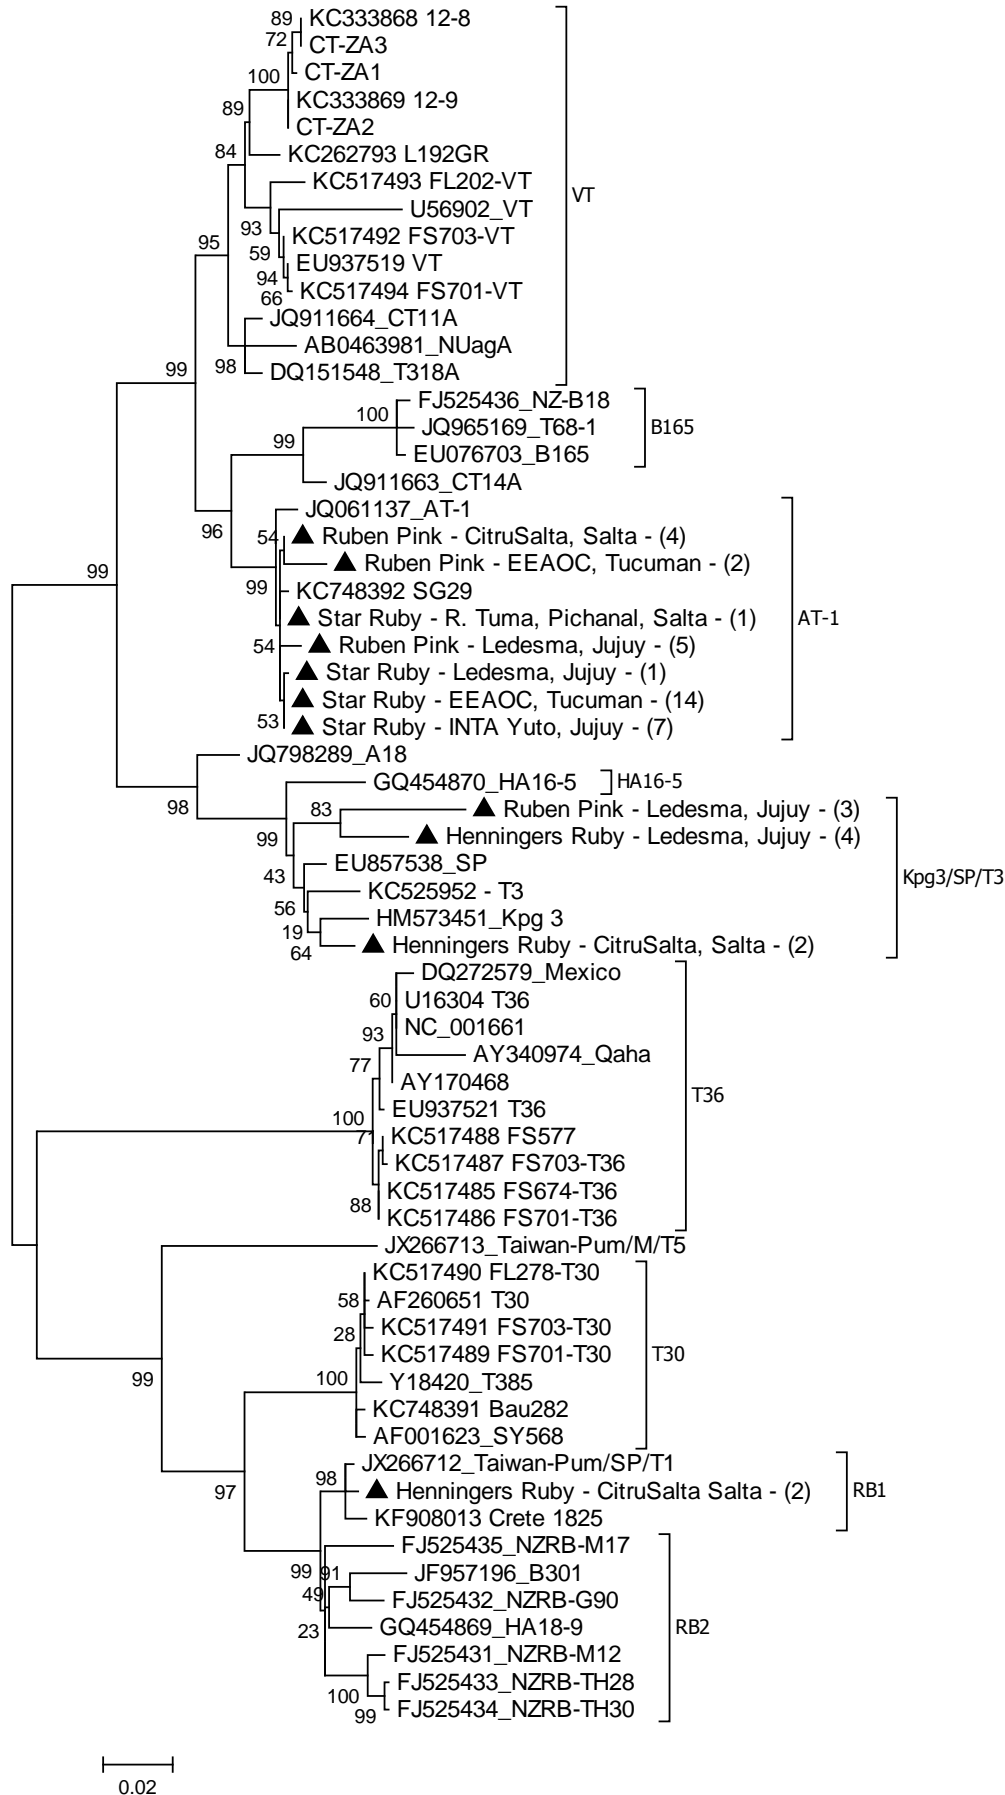 89
KC333868 12-8
72
CT-ZA3
CT-ZA1
100
KC333869 12-9
89
CT-ZA2
84
KC262793 L192GR
KC517493 FL202-VT
VT
U56902_VT
93
KC517492 FS703-VT
95
59
EU937519 VT
94
KC517494 FS701-VT
66
JQ911664_CT11A
AB0463981_NUagA
99
98
DQ151548_T318A
FJ525436_NZ-B18
100
JQ965169_T68-1
B165
99
EU076703_B165
JQ911663_CT14A
JQ061137_AT-1
96
54
Ruben Pink - CitruSalta, Salta - (4)
Ruben Pink - EEAOC, Tucuman - (2)
99
99
KC748392 SG29
Star Ruby - R. Tuma, Pichanal, Salta - (1)
AT-1
54
Ruben Pink - Ledesma, Jujuy - (5)
Star Ruby - Ledesma, Jujuy - (1)
Star Ruby - EEAOC, Tucuman - (14)
53
Star Ruby - INTA Yuto, Jujuy - (7)
JQ798289_A18
GQ454870_HA16-5
HA16-5
98
83
Ruben Pink - Ledesma, Jujuy - (3)
99
Henningers Ruby - Ledesma, Jujuy - (4)
EU857538_SP
43
Kpg3/SP/T3
KC525952 - T3
56
HM573451_Kpg 3
19
Henningers Ruby - CitruSalta, Salta - (2)
64
DQ272579_Mexico
60
U16304 T36
NC_001661
93
AY340974_Qaha
77
AY170468
T36
EU937521 T36
100
71
KC517488 FS577
KC517487 FS703-T36
KC517485 FS674-T36
88
KC517486 FS701-T36
JX266713_Taiwan-Pum/M/T5
KC517490 FL278-T30
58
AF260651 T30
KC517491 FS703-T30
28
KC517489 FS701-T30
T30
99
100
Y18420_T385
KC748391 Bau282
AF001623_SY568
JX266712_Taiwan-Pum/SP/T1
98
97
Henningers Ruby - CitruSalta Salta - (2)
RB1
KF908013 Crete 1825
FJ525435_NZRB-M17
99
91
JF957196_B301
49
FJ525432_NZRB-G90
23
GQ454869_HA18-9
RB2
FJ525431_NZRB-M12
FJ525433_NZRB-TH28
100
99
FJ525434_NZRB-TH30
0.02